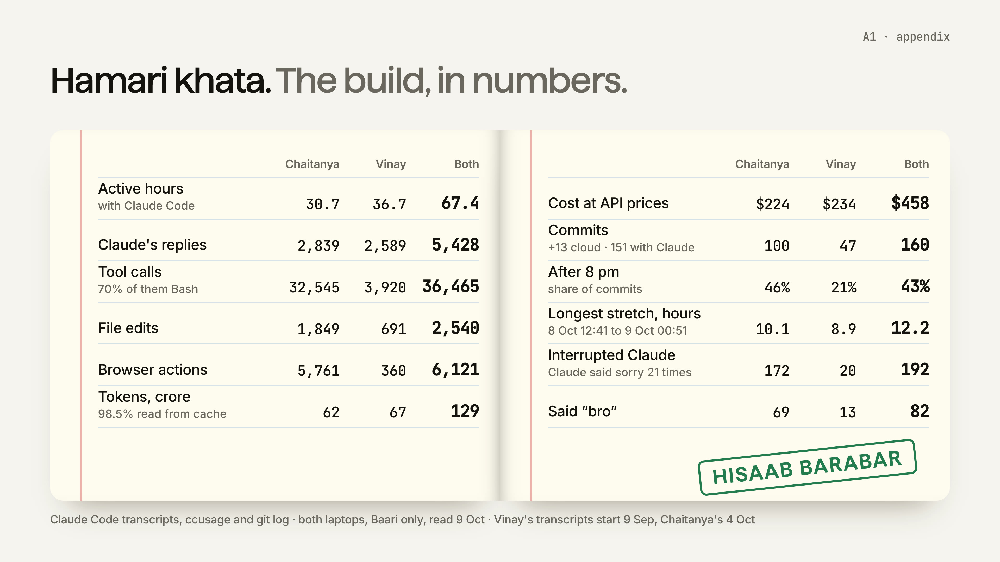 A1 · appendix
Hamari khata. The build, in numbers.
Chaitanya Vinay Both
Active hours
with Claude Code 30.7 36.7 67.4
Claude's replies 2,839 2,589 5,428
Tool calls
70% of them Bash 32,545 3,920 36,465
File edits 1,849 691 2,540
Browser actions 5,761 360 6,121
Tokens, crore
98.5% read from cache 62 67 129
Chaitanya Vinay Both
Cost at API prices $224 $234 $458
Commits
+13 cloud · 151 with Claude 100 47 160
After 8 pm
share of commits 46% 21% 43%
Longest stretch, hours
8 Oct 12:41 to 9 Oct 00:51 10.1 8.9 12.2
Interrupted Claude
Claude said sorry 21 times 172 20 192
Said “bro” 69 13 82
HISAAB BARABAR
Claude Code transcripts, ccusage and git log · both laptops, Baari only, read 9 Oct · Vinay's transcripts start 9 Sep, Chaitanya's 4 Oct